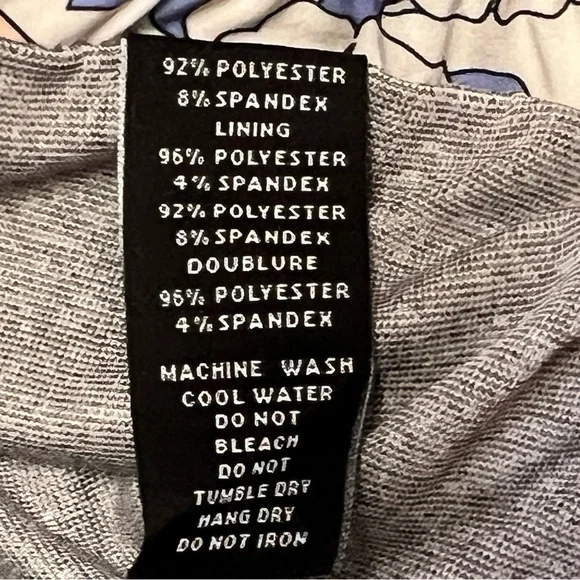 92% POLYESTER
8% SPANDEX
LINING
96% POLYESTER
4% SPANDEX
92% POLYESTER
8% SPANDEX
DOUBLURE
96% POLYESTER
4% SPANDEX
MACHINE WASH
COOL WATER
DO NOT
BLEACH
DO NOT
TUMBLE DRY
HANG DRY
DO NOT IRON